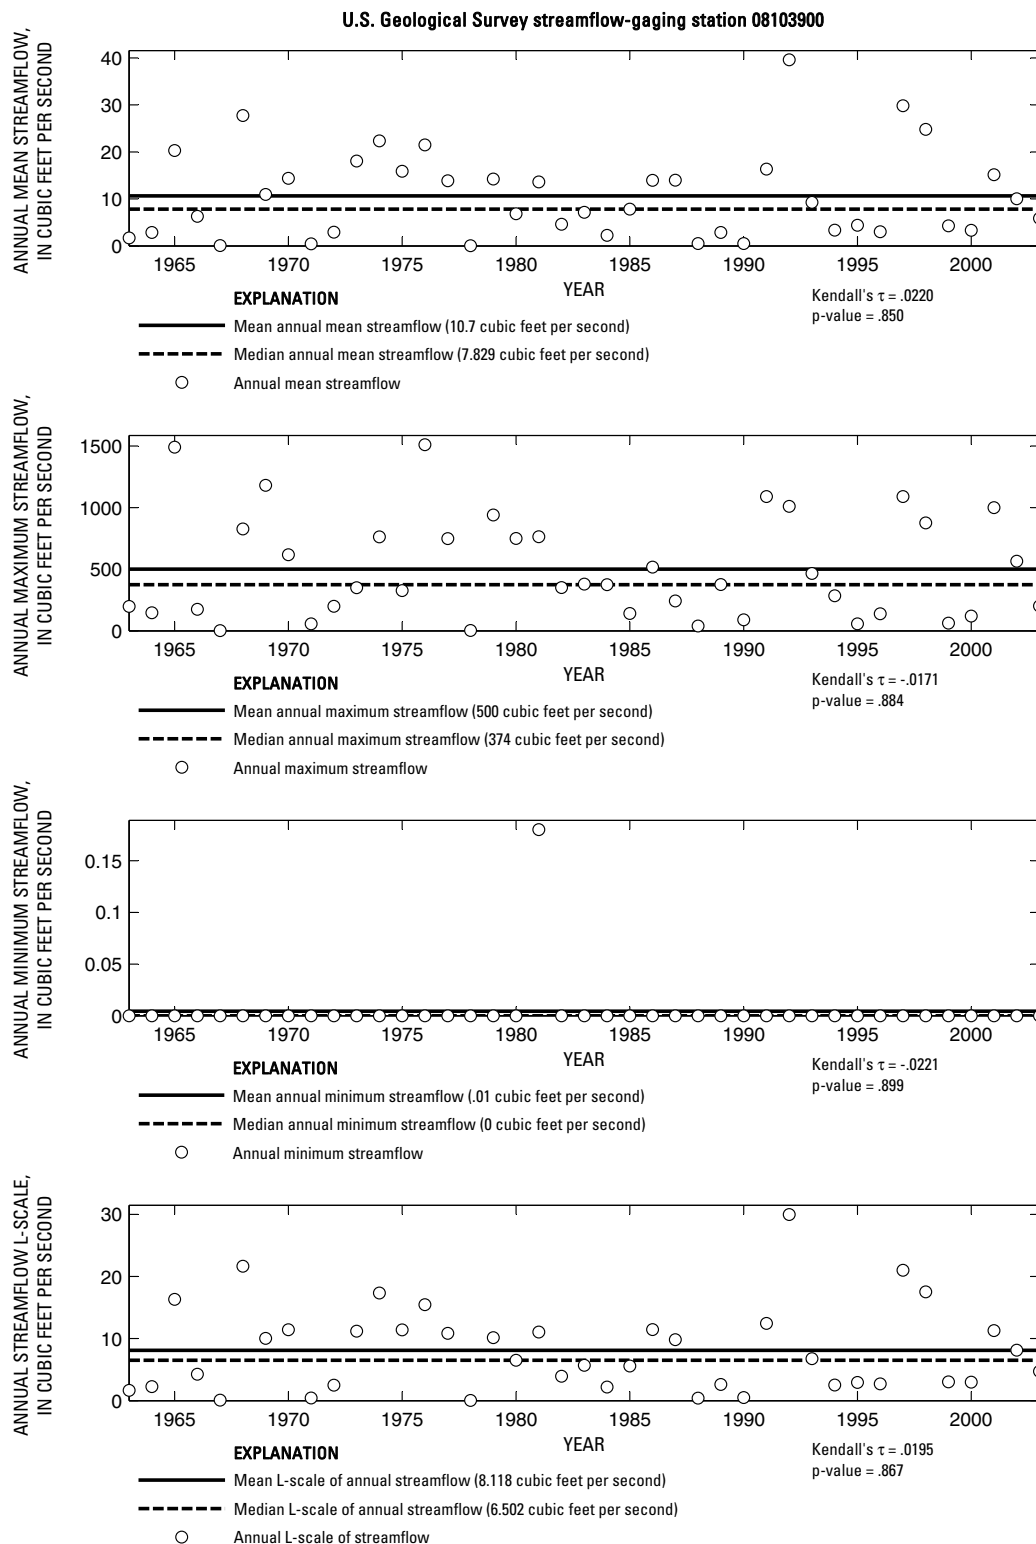 U.S. Geological Survey streamflow-gaging station 08103900
ANNUAL MEAN STREAMFLOW,
IN CUBIC FEET PER SECOND
40
30
20
10
0
1965 1970 1975 1980 1985 1990 1995 2000
YEAR
Kendall's τ = .0220
p-value = .850
EXPLANATION
Mean annual mean streamflow (10.7 cubic feet per second)
Median annual mean streamflow (7.829 cubic feet per second)
Annual mean streamflow
ANNUAL MAXIMUM STREAMFLOW,
IN CUBIC FEET PER SECOND
1500
1000
500
0
1965 1970 1975 1980 1985 1990 1995 2000
YEAR
Kendall's τ = -.0171
p-value = .884
EXPLANATION
Mean annual maximum streamflow (500 cubic feet per second)
Median annual maximum streamflow (374 cubic feet per second)
Annual maximum streamflow
ANNUAL MINIMUM STREAMFLOW,
IN CUBIC FEET PER SECOND
0.15
0.1
0.05
0
1965 1970 1975 1980 1985 1990 1995 2000
YEAR
Kendall's τ = -.0221
p-value = .899
EXPLANATION
Mean annual minimum streamflow (.01 cubic feet per second)
Median annual minimum streamflow (0 cubic feet per second)
Annual minimum streamflow
ANNUAL STREAMFLOW L-SCALE,
IN CUBIC FEET PER SECOND
30
20
10
0
1965 1970 1975 1980 1985 1990 1995 2000
YEAR
Kendall's τ = .0195
p-value = .867
EXPLANATION
Mean L-scale of annual streamflow (8.118 cubic feet per second)
Median L-scale of annual streamflow (6.502 cubic feet per second)
Annual L-scale of streamflow